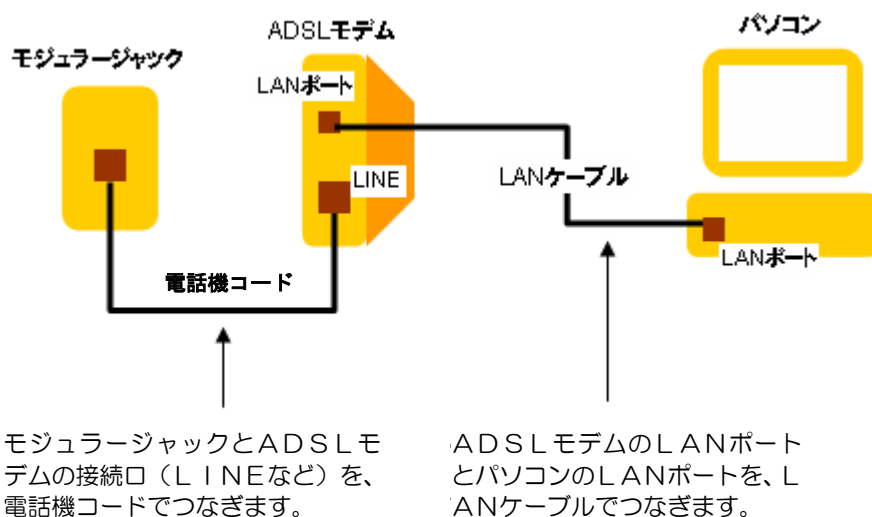 パソコン
ADSLモデム
モジュラージャック
LANポート
LINE
LANケーブル
LANポート
電話機コード
モジュラージャックとADSLモ
デムの接続口(LINEなど)を、
電話機コードでつなぎます。
ADSLモデムのLANポート
とパソコンのLANポートを、L
ANケーブルでつなぎます。